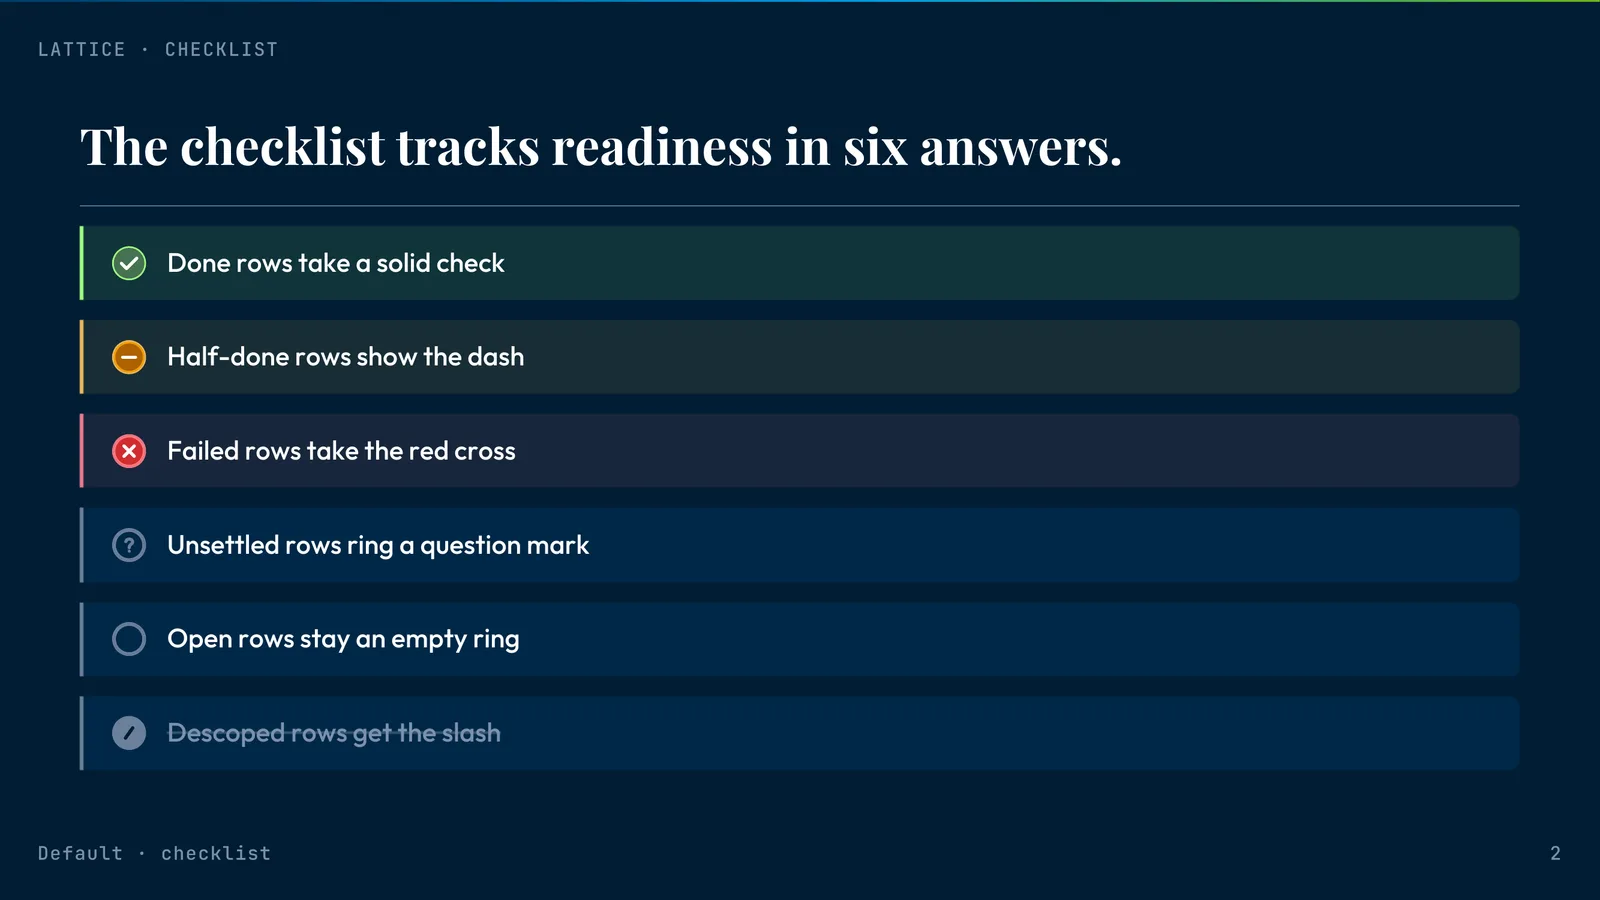 LATTICE · CHECKLIST
The checklist tracks readiness in six answers.
Done rows take a solid check
Half-done rows show the dash
Failed rows take the red cross
? Unsettled rows ring a question mark
Open rows stay an empty ring
Descoped rows get the slash
Default · checklist
2